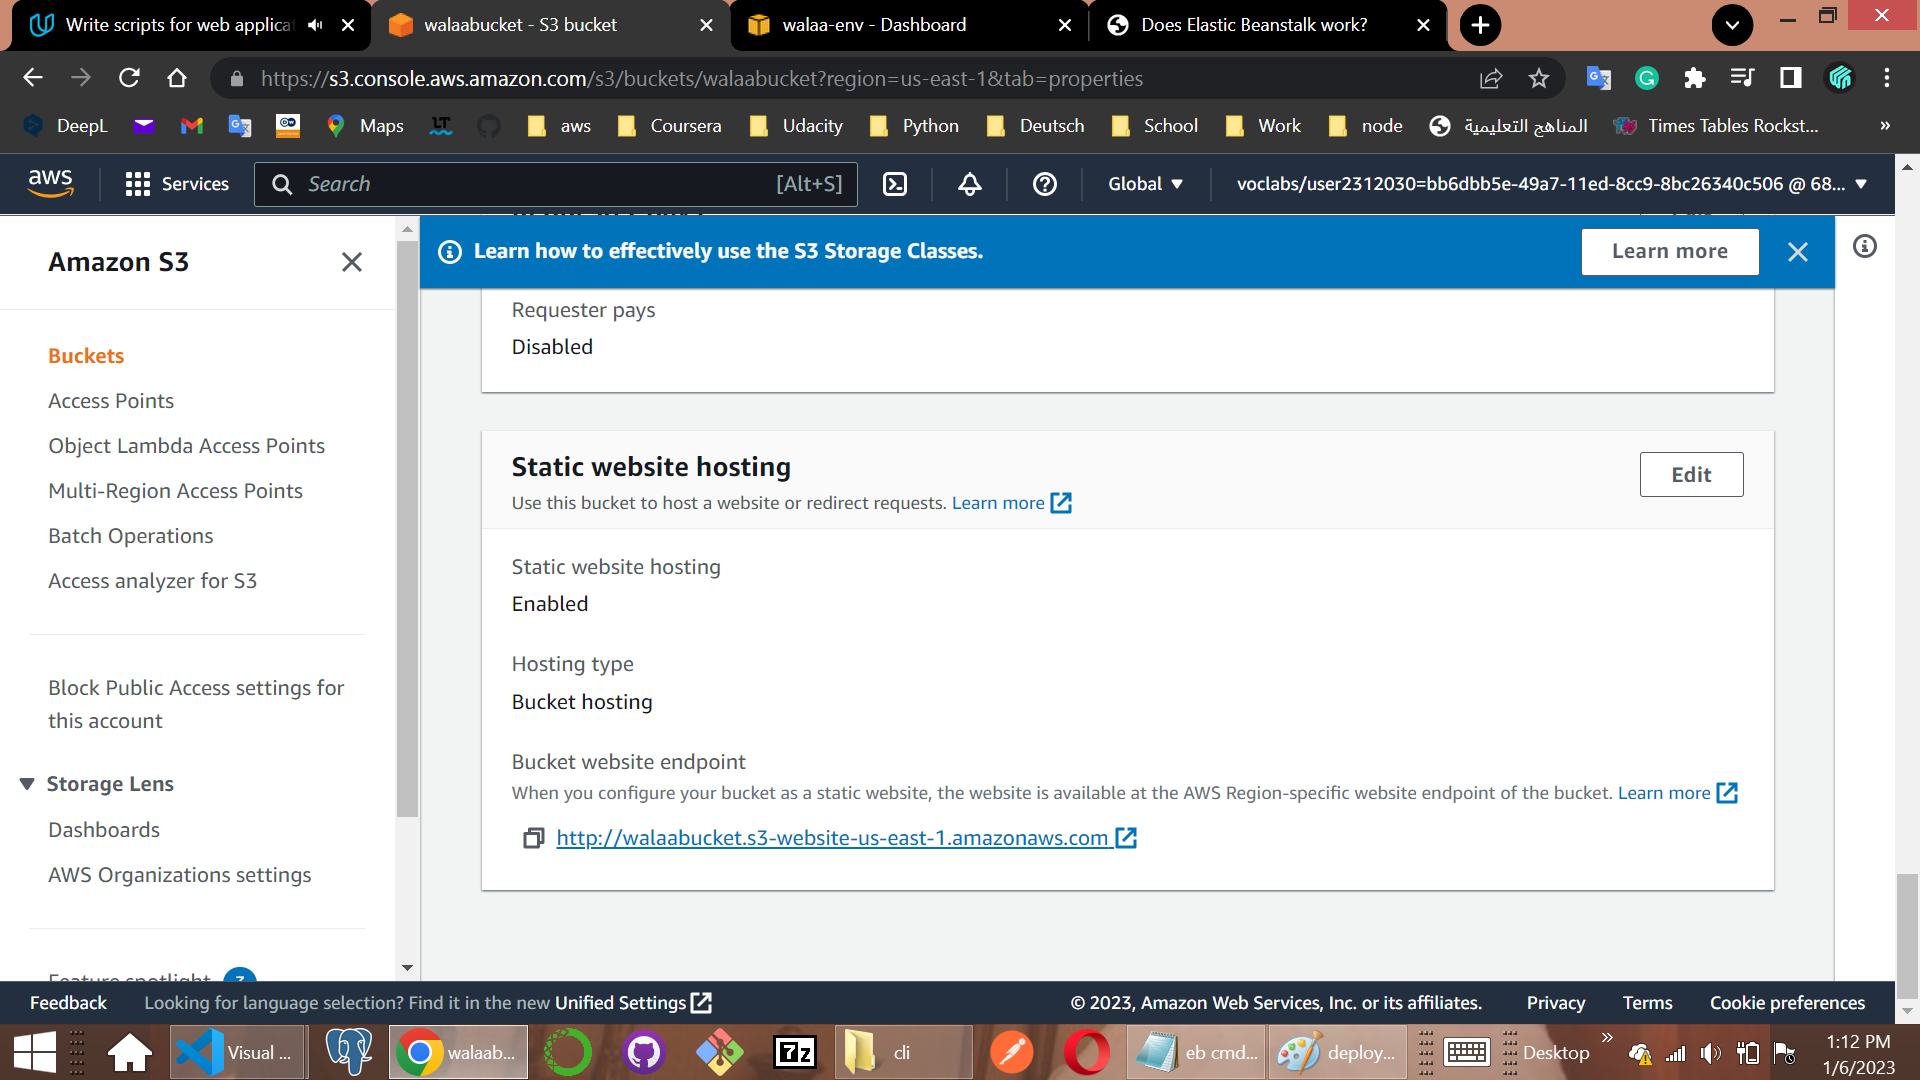 Write scripts for web applicat
walaabucket - S3 bucket
walaa-env - Dashboard
Does Elastic Beanstalk work?
https://s3.console.aws.amazon.com/s3/buckets/walaabucket?region=us-east-1&tab=properties
DeepL
Maps
LT
aws
Coursera
Udacity
Python
Deutsch
School
Work
node
المناهج التعليمية
Times Tables Rockst...
»
aws
Services
Search
[Alt+S]
Global
voclabs/user2312030=bb6dbb5e-49a7-11ed-8cc9-8bc26340c506 @ 68...
Amazon S3
Learn how to effectively use the S3 Storage Classes.
Learn more
Buckets
Access Points
Object Lambda Access Points
Multi-Region Access Points
Batch Operations
Access analyzer for S3
Block Public Access settings for
this account
Storage Lens
Dashboards
AWS Organizations settings
Feature spotlight
Requester pays
Disabled
Static website hosting
Edit
Use this bucket to host a website or redirect requests. Learn more
Static website hosting
Enabled
Hosting type
Bucket hosting
Bucket website endpoint
When you configure your bucket as a static website, the website is available at the AWS Region-specific website endpoint of the bucket. Learn more
http://walaabucket.s3-website-us-east-1.amazonaws.com
Feedback
Looking for language selection? Find it in the new Unified Settings
© 2023, Amazon Web Services, Inc. or its affiliates.
Privacy
Terms
Cookie preferences
Visual ...
walaab...
7z
cli
eb cmd...
deploy...
Desktop
»
1:12 PM
1/6/2023